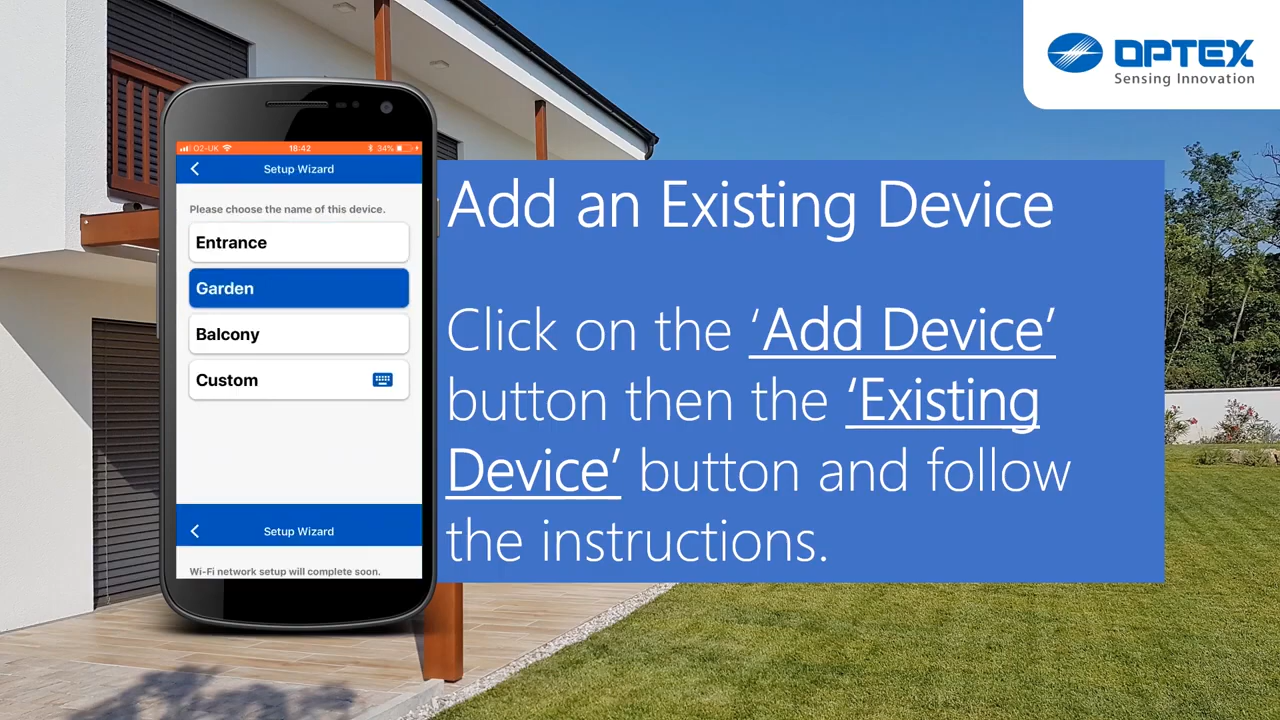 OPTEX
Sensing Innovation
O2-UK 18:42 34%
Setup Wizard
Please choose the name of this device.
Entrance
Garden
Balcony
Custom
Setup Wizard
Wi-Fi network setup will complete soon.
Add an Existing Device
Click on the ‘Add Device’
button then the ‘Existing
Device’ button and follow
the instructions.